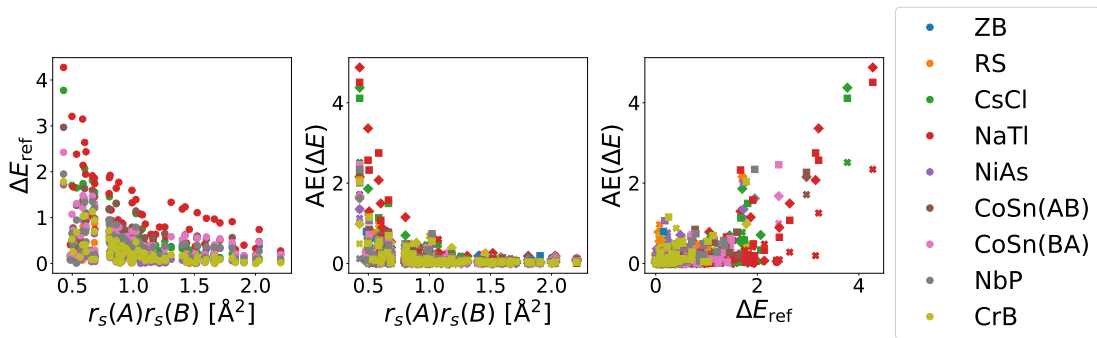 ΔE_ref
4
3
2
1
0
0.5 1.0 1.5 2.0
r_s(A)r_s(B) [Å²]
AE(ΔE)
4
2
0
0.5 1.0 1.5 2.0
r_s(A)r_s(B) [Å²]
AE(ΔE)
4
2
0
0 2 4
ΔE_ref
ZB
RS
CsCl
NaTl
NiAs
CoSn(AB)
CoSn(BA)
NbP
CrB